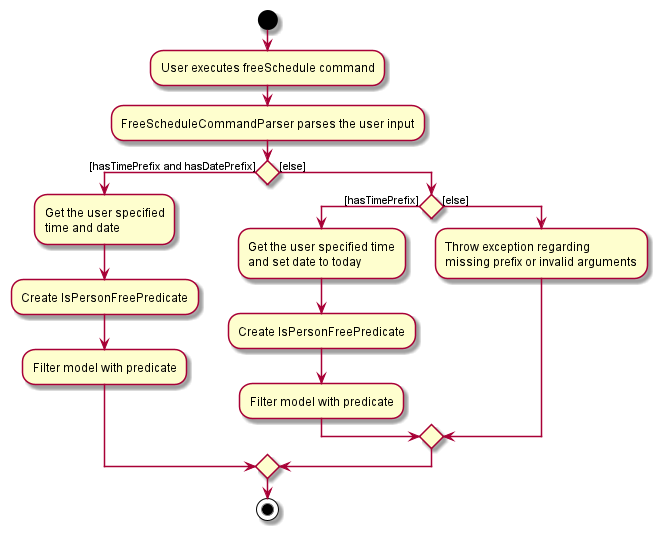 User executes freeSchedule command
FreeScheduleCommandParser parses the user input
[hasTimePrefix and hasDatePrefix]
[else]
Get the user specified
time and date
Create IsPersonFreePredicate
Filter model with predicate
[hasTimePrefix]
[else]
Get the user specified time
and set date to today
Create IsPersonFreePredicate
Filter model with predicate
Throw exception regarding
missing prefix or invalid arguments